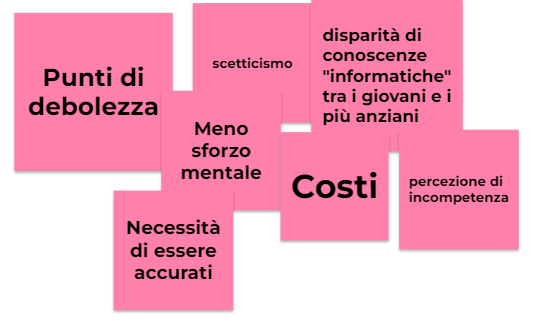 Punti di
debolezza
scetticismo
disparità di
conoscenze
"informatiche"
tra i giovani e i
più anziani
Meno
sforzo
mentale
Costi
percezione di
incompetenza
Necessità
di essere
accurati